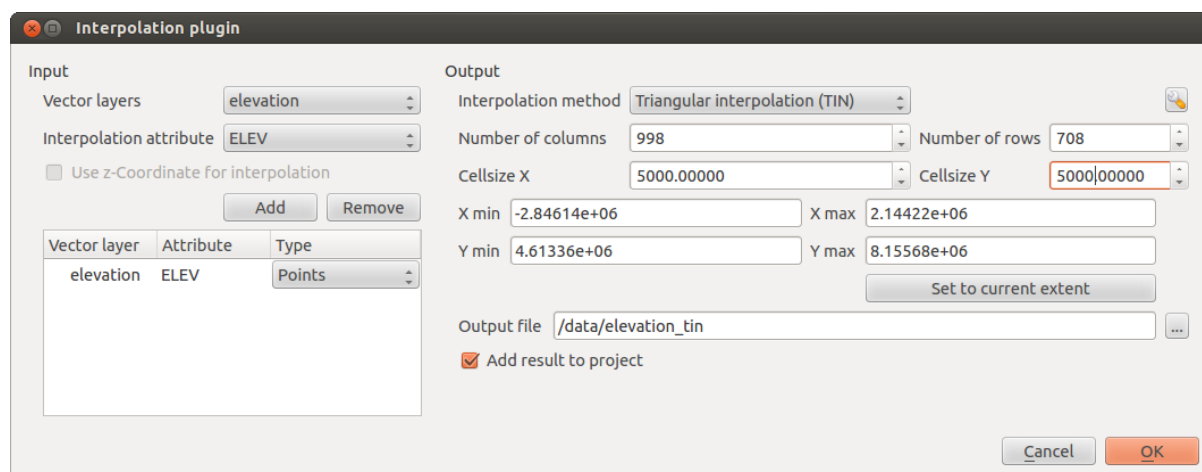 Interpolation plugin
Input
Vector layers elevation
Interpolation attribute ELEV
Use z-Coordinate for interpolation
Add Remove
Vector layer Attribute Type
elevation ELEV Points
Output
Interpolation method Triangular interpolation (TIN)
Number of columns 998 Number of rows 708
Cellsize X 5000.00000 Cellsize Y 5000.00000
X min -2.84614e+06 X max 2.14422e+06
Y min 4.61336e+06 Y max 8.15568e+06
Set to current extent
Output file /data/elevation_tin ...
Add result to project
Cancel OK